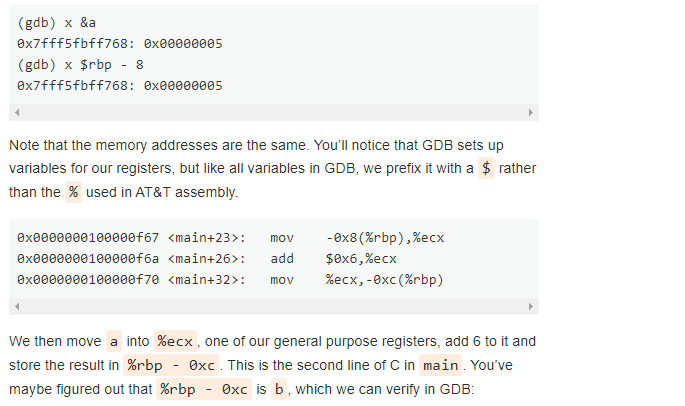 (gdb) x &a
0x7fff5fbff768: 0x00000005
(gdb) x $rbp - 8
0x7fff5fbff768: 0x00000005
Note that the memory addresses are the same. You’ll notice that GDB sets up
variables for our registers, but like all variables in GDB, we prefix it with a $ rather
than the % used in AT&T assembly.
0x0000000100000f67 <main+23>:   mov    -0x8(%rbp),%ecx
0x0000000100000f6a <main+26>:   add    $0x6,%ecx
0x0000000100000f70 <main+32>:   mov    %ecx,-0xc(%rbp)
We then move a into %ecx, one of our general purpose registers, add 6 to it and
store the result in %rbp - 0xc. This is the second line of C in main. You’ve
maybe figured out that %rbp - 0xc is b, which we can verify in GDB: